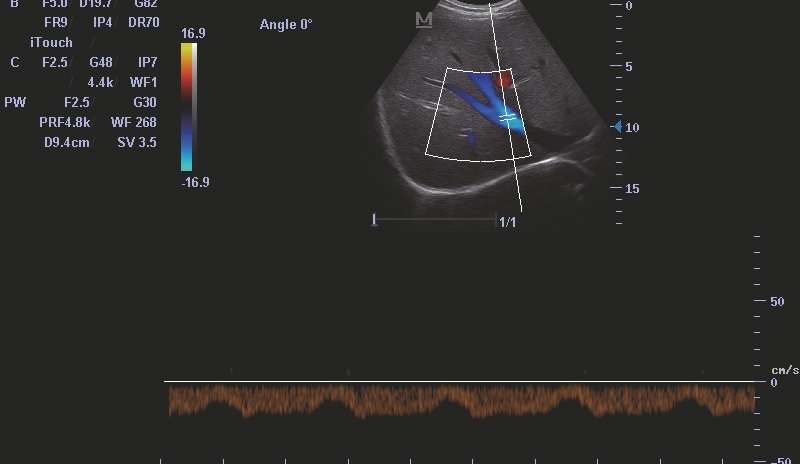 B F5.0 D19.7 G82
FR9 IP4 DR70
iTouch /
C F2.5 G48 IP7
/ 4.4k WF1
PW F2.5 G30
PRF4.8k WF 268
D9.4cm SV 3.5
16.9
-16.9
Angle 0°
M
0
5
10
15
1/1
50
cm/s
0
-50